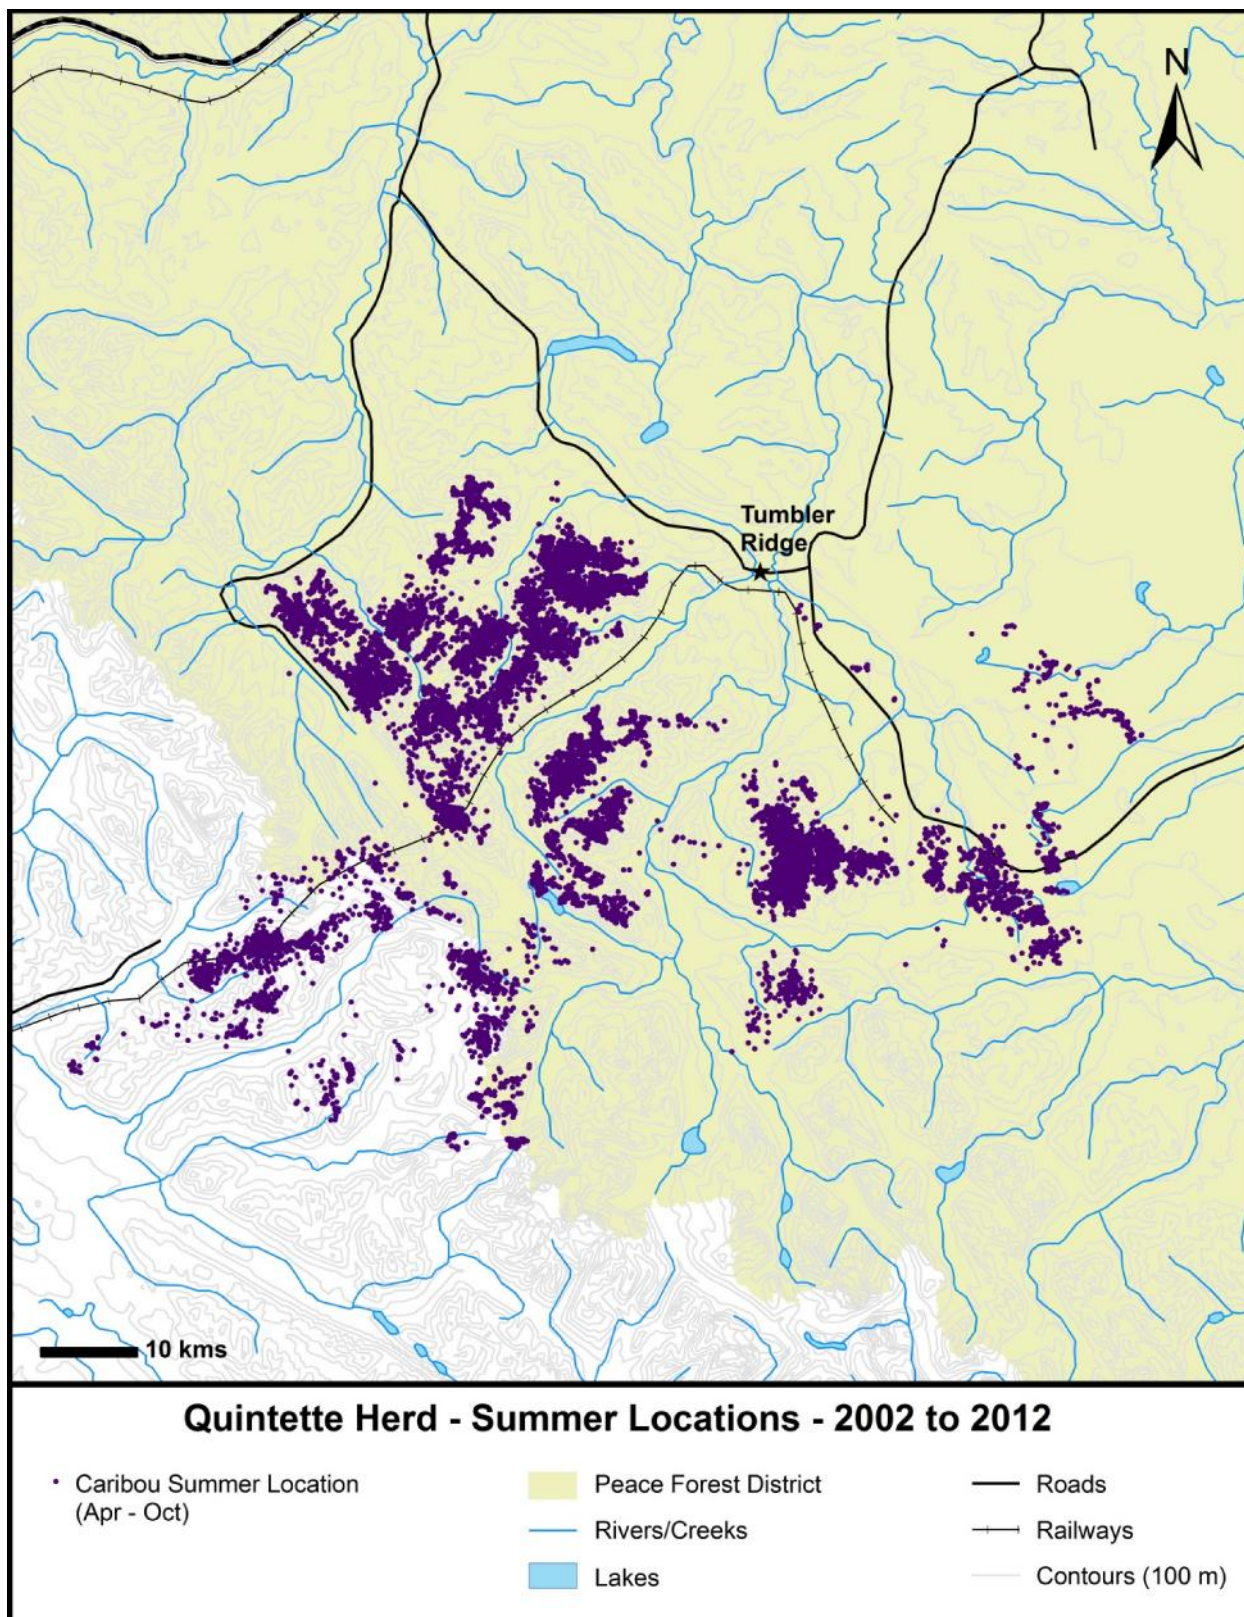 N
Tumbler
Ridge
10 kms
Quintette Herd - Summer Locations - 2002 to 2012
Caribou Summer Location
(Apr - Oct)
Peace Forest District
Rivers/Creeks
Lakes
Roads
Railways
Contours (100 m)